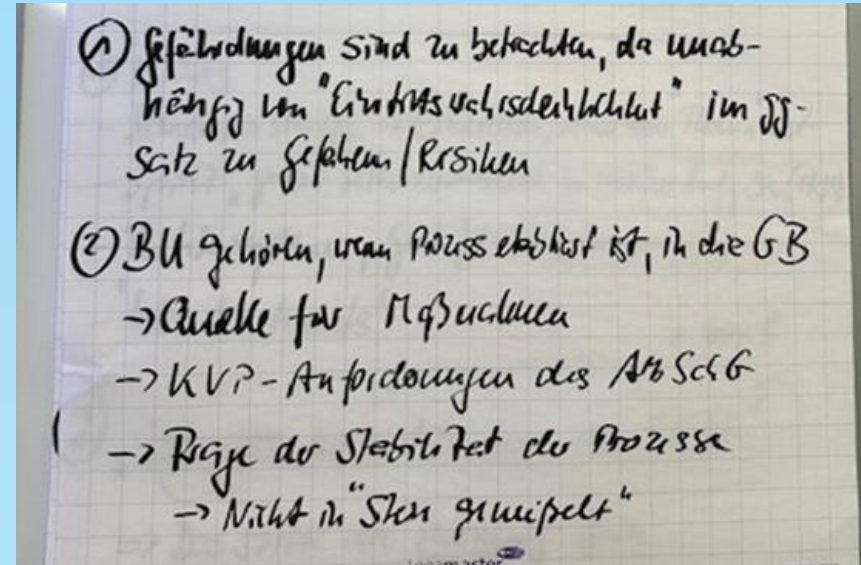 ① Gefährdungen sind zu betrachten, da unab-
hängig von "Eintrittswahrscheinlichkeit" im Gg-
satz zu Gefahren/Risiken
② BU gehören, wenn Prozess etabliert ist, in die GB
→ Quelle für Maßnahmen
→ KVP-Anforderungen des ArbSchG
→ Frage der Stabilität der Prozesse
→ Nicht in "Stein gemeißelt"
Legamaster